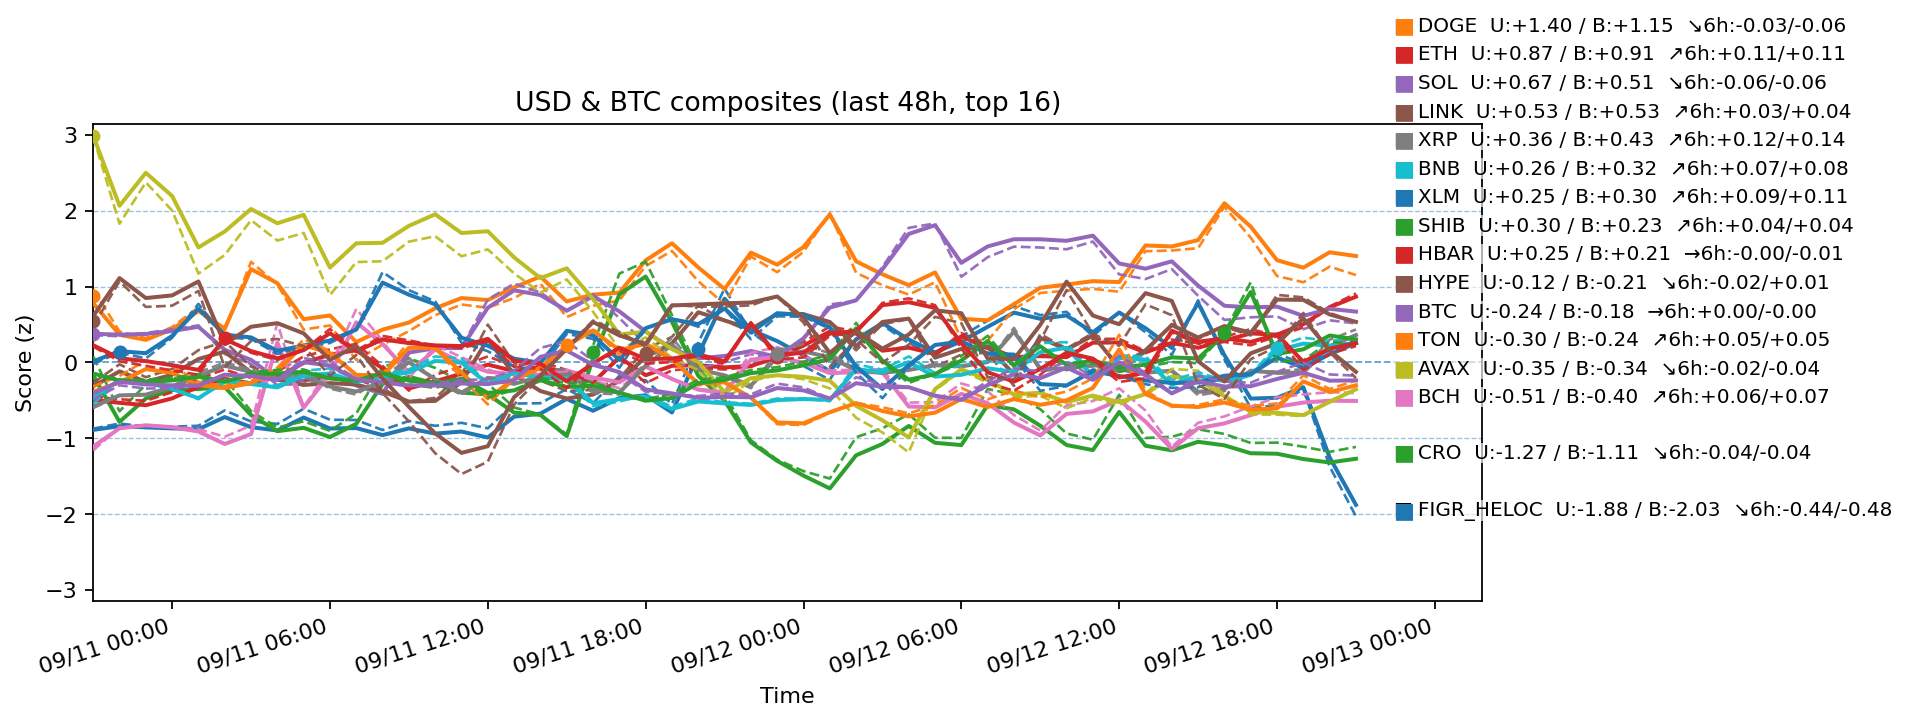 DOGE U:+1.40 / B:+1.15 ↘6h:-0.03/-0.06
ETH U:+0.87 / B:+0.91 ↗6h:+0.11/+0.11
SOL U:+0.67 / B:+0.51 ↘6h:-0.06/-0.06
USD & BTC composites (last 48h, top 16)
LINK U:+0.53 / B:+0.53 ↗6h:+0.03/+0.04
XRP U:+0.36 / B:+0.43 ↗6h:+0.12/+0.14
BNB U:+0.26 / B:+0.32 ↗6h:+0.07/+0.08
XLM U:+0.25 / B:+0.30 ↗6h:+0.09/+0.11
SHIB U:+0.30 / B:+0.23 ↗6h:+0.04/+0.04
HBAR U:+0.25 / B:+0.21 →6h:-0.00/-0.01
HYPE U:-0.12 / B:-0.21 ↘6h:-0.02/+0.01
BTC U:-0.24 / B:-0.18 →6h:+0.00/-0.00
TON U:-0.30 / B:-0.24 ↗6h:+0.05/+0.05
AVAX U:-0.35 / B:-0.34 ↘6h:-0.02/-0.04
BCH U:-0.51 / B:-0.40 ↗6h:+0.06/+0.07
CRO U:-1.27 / B:-1.11 ↘6h:-0.04/-0.04
FIGR_HELOC U:-1.88 / B:-2.03 ↘6h:-0.44/-0.48
3
2
1
0
−1
−2
−3
Score (z)
09/11 00:00
09/11 06:00
09/11 12:00
09/11 18:00
09/12 00:00
09/12 06:00
09/12 12:00
09/12 18:00
09/13 00:00
Time